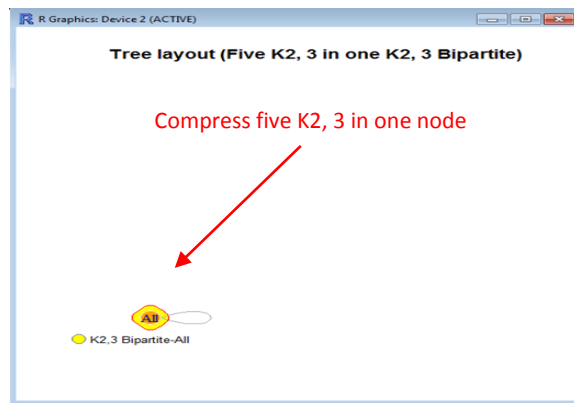 R Graphics: Device 2 (ACTIVE)
Tree layout (Five K2, 3 in one K2, 3 Bipartite)
Compress five K2, 3 in one node
All
K2,3 Bipartite-All